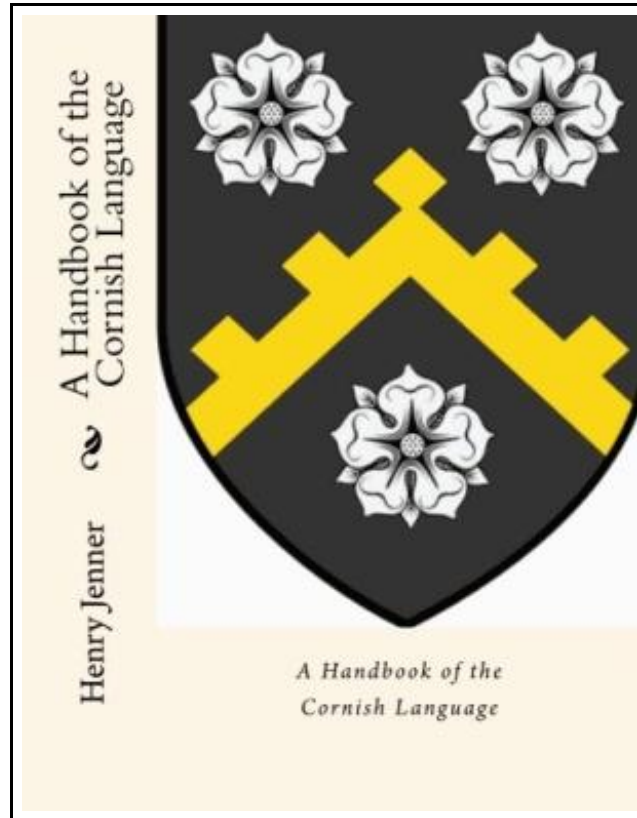 A Handbook of the
Cornish Language
Henry Jenner
A Handbook of the
Cornish Language